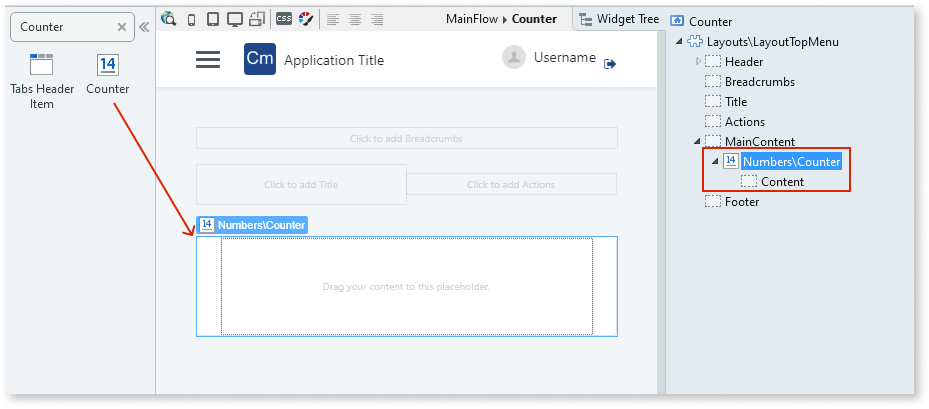 Counter
14
Tabs Header
Item
Counter
CSS
MainFlow Counter
Widget Tree
Cm
Application Title
Username
Click to add Breadcrumbs
Click to add Title
Click to add Actions
14
Numbers\Counter
Drag your content to this placeholder.
Counter
Layouts\LayoutTopMenu
Header
Breadcrumbs
Title
Actions
MainContent
14 Numbers\Counter
Content
Footer